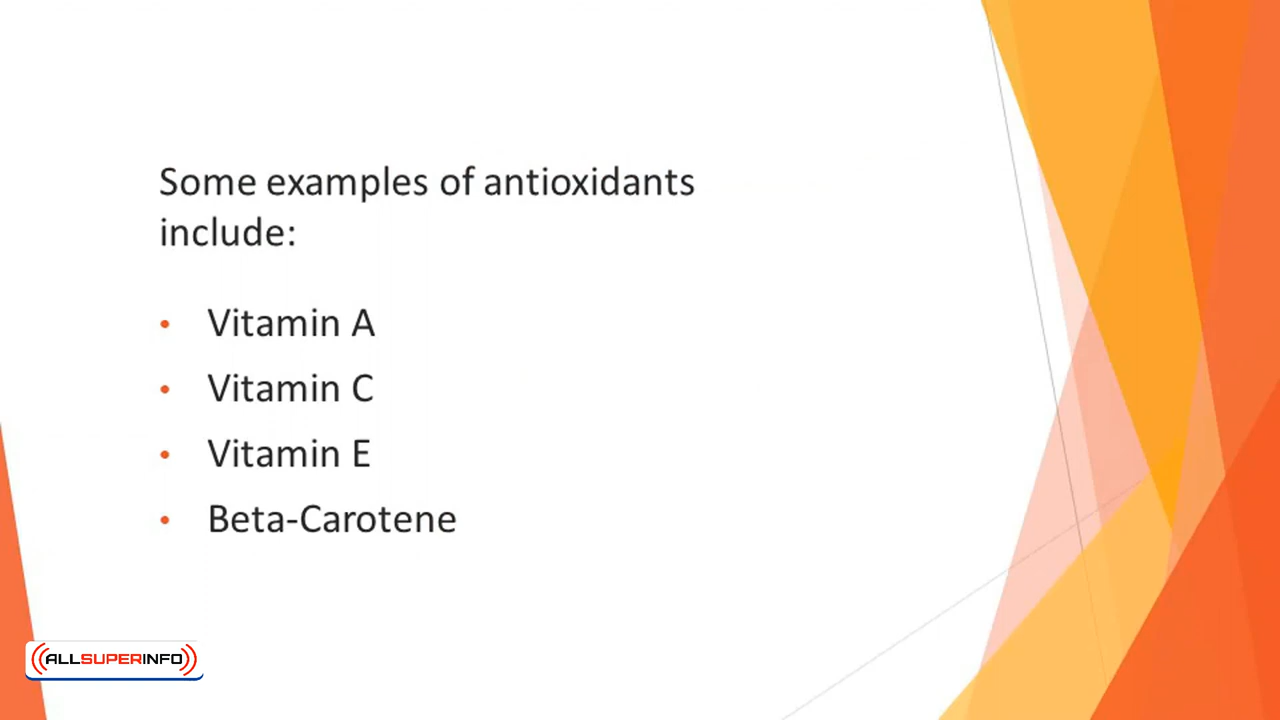 Some examples of antioxidants
include:
• Vitamin A
• Vitamin C
• Vitamin E
• Beta-Carotene
ALLSUPERINFO